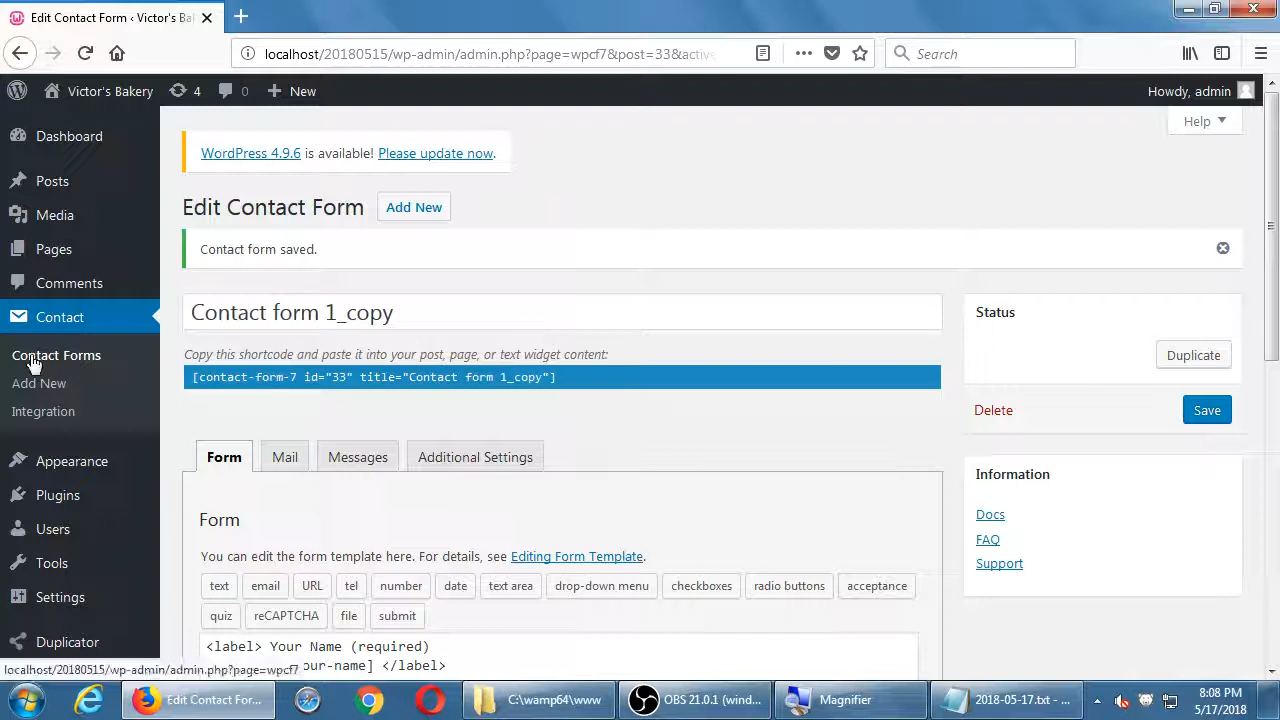 Edit Contact Form ‹ Victor's Ba
localhost/20180515/wp-admin/admin.php?page=wpcf7&post=33&active
Search
Victor's Bakery
4
0
New
Howdy, admin
Help
Dashboard
Posts
Media
Pages
Comments
Contact
Contact Forms
Add New
Integration
Appearance
Plugins
Users
Tools
Settings
Duplicator
WordPress 4.9.6 is available! Please update now.
Edit Contact Form
Add New
Contact form saved.
Contact form 1_copy
Copy this shortcode and paste it into your post, page, or text widget content:
[contact-form-7 id="33" title="Contact form 1_copy"]
Status
Duplicate
Delete
Save
Information
Docs
FAQ
Support
Form
Mail
Messages
Additional Settings
Form
You can edit the form template here. For details, see Editing Form Template.
text
email
URL
tel
number
date
text area
drop-down menu
checkboxes
radio buttons
acceptance
quiz
reCAPTCHA
file
submit
<label> Your Name (required)
our-name] </label>
localhost/20180515/wp-admin/admin.php?page=wpcf7
Edit Contact For...
C:\wamp64\www
OBS 21.0.1 (wind...
Magnifier
2018-05-17.txt - ...
8:08 PM
5/17/2018